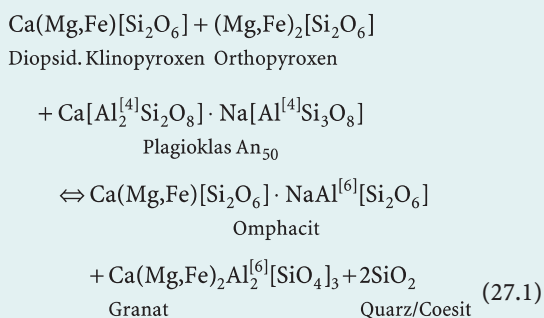 Ca(Mg,Fe)[Si₂O₆] + (Mg,Fe)₂[Si₂O₆]
Diopsid. Klinopyroxen Orthopyroxen
+ Ca[Al₂^[4]Si₂O₈] · Na[Al^[4]Si₃O₈]
Plagioklas An₅₀
⇔ Ca(Mg,Fe)[Si₂O₆] · NaAl^[6][Si₂O₆]
Omphacit
+ Ca(Mg,Fe)₂Al₂^[6][SiO₄]₃ + 2SiO₂ (27.1)
Granat Quarz/Coesit